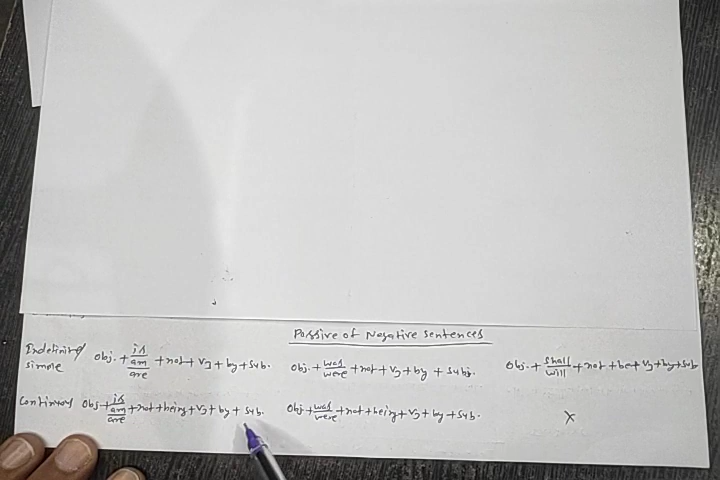 Passive of Negative Sentences
Indefinite/ Obj. + is/am/are + not + V3 + by + Sub. Obj. + was/were + not + V3 + by + Subj. Obj. + shall/will + not + be + V3 + by + Sub
Simple
Continuous Obj + is/am/are + not + being + V3 + by + Sub. Obj + was/were + not + being + V3 + by + Sub. X